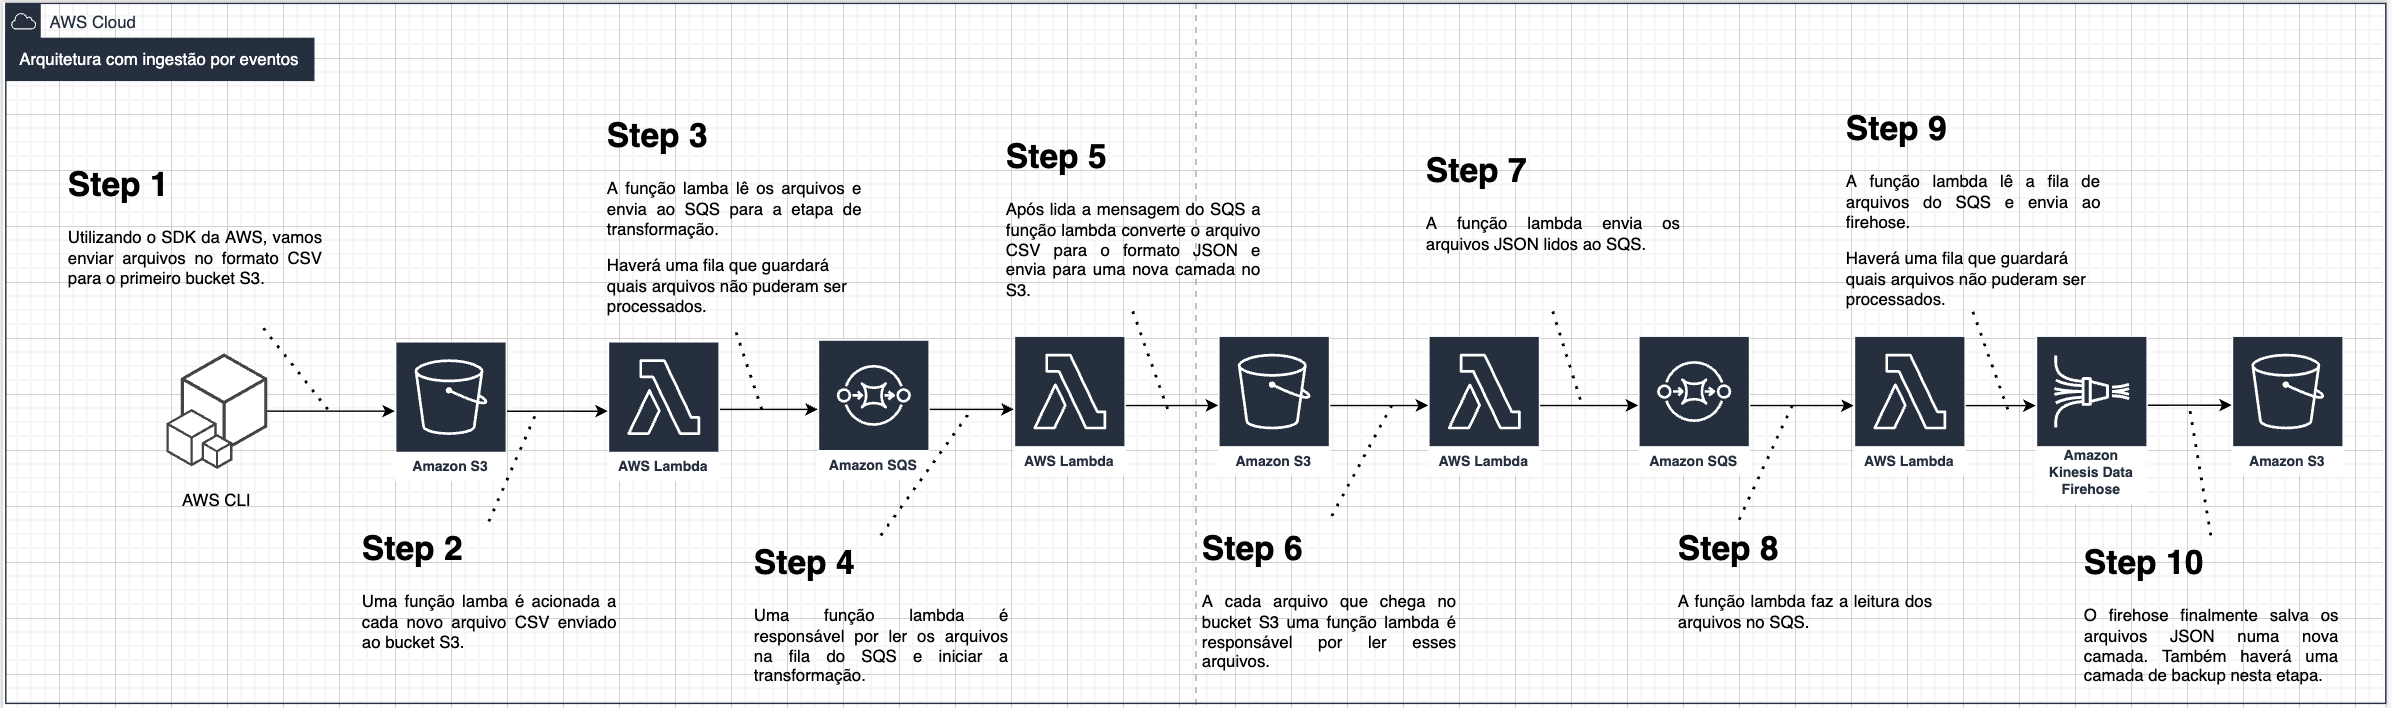 AWS Cloud
Arquitetura com ingestão por eventos
Step 1
Utilizando o SDK da AWS, vamos
enviar arquivos no formato CSV
para o primeiro bucket S3.
Step 3
A função lamba lê os arquivos e
envia ao SQS para a etapa de
transformação.
Haverá uma fila que guardará
quais arquivos não puderam ser
processados.
Step 5
Após lida a mensagem do SQS a
função lambda converte o arquivo
CSV para o formato JSON e
envia para uma nova camada no
S3.
Step 7
A função lambda envia os
arquivos JSON lidos ao SQS.
Step 9
A função lambda lê a fila de
arquivos do SQS e envia ao
firehose.
Haverá uma fila que guardará
quais arquivos não puderam ser
processados.
AWS CLI
Amazon S3
AWS Lambda
Amazon SQS
AWS Lambda
Amazon S3
AWS Lambda
Amazon SQS
AWS Lambda
Amazon
Kinesis Data
Firehose
Amazon S3
Step 2
Uma função lamba é acionada a
cada novo arquivo CSV enviado
ao bucket S3.
Step 4
Uma função lambda é
responsável por ler os arquivos
na fila do SQS e iniciar a
transformação.
Step 6
A cada arquivo que chega no
bucket S3 uma função lambda é
responsável por ler esses
arquivos.
Step 8
A função lambda faz a leitura dos
arquivos no SQS.
Step 10
O firehose finalmente salva os
arquivos JSON numa nova
camada. Também haverá uma
camada de backup nesta etapa.